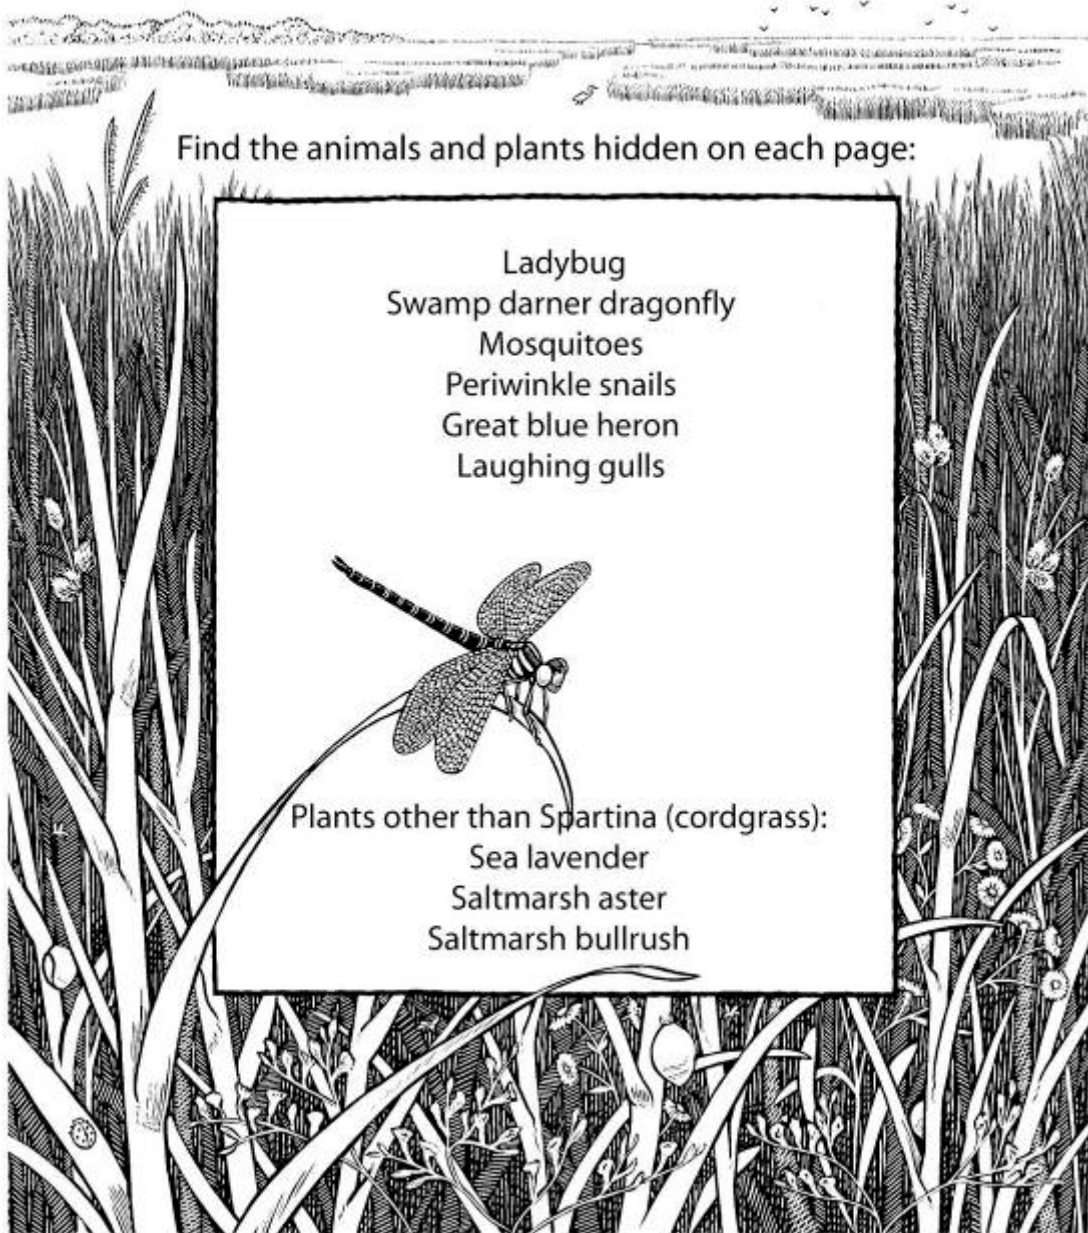 Find the animals and plants hidden on each page:
Ladybug
Swamp darner dragonfly
Mosquitoes
Periwinkle snails
Great blue heron
Laughing gulls
Plants other than Spartina (cordgrass):
Sea lavender
Saltmarsh aster
Saltmarsh bullrush